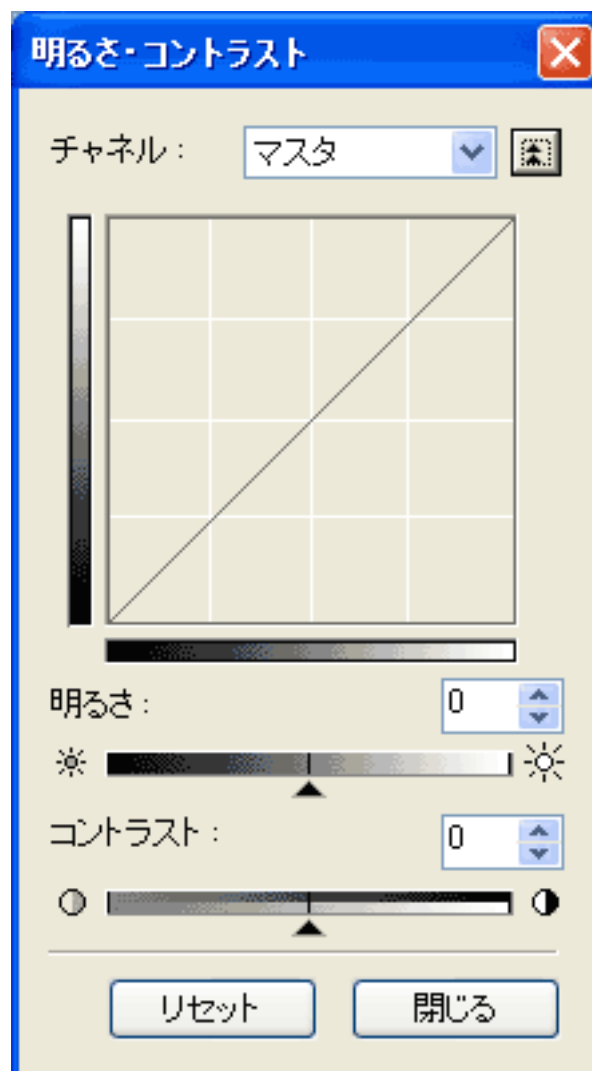 明るさ・コントラスト
チャネル： マスタ
明るさ： 0
コントラスト： 0
リセット 閉じる